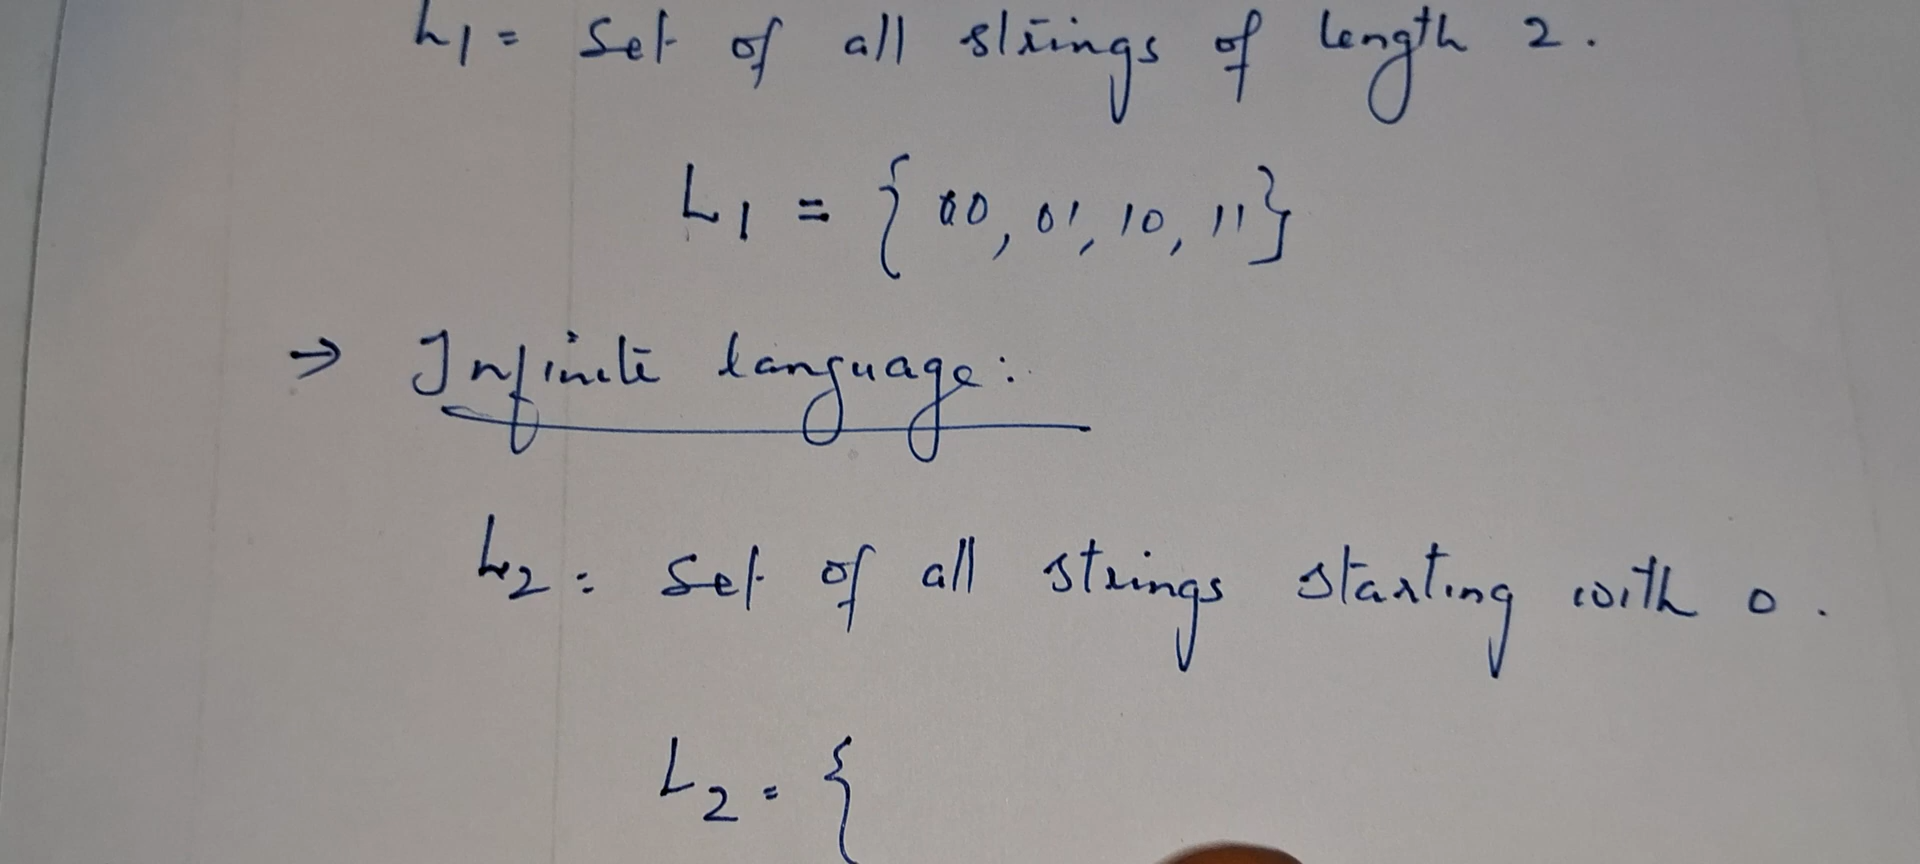 L1 = Set of all strings of length 2.
L1 = { 00, 01, 10, 11}
→ Infinite language:
L2 = Set of all strings starting with 0.
L2 = {